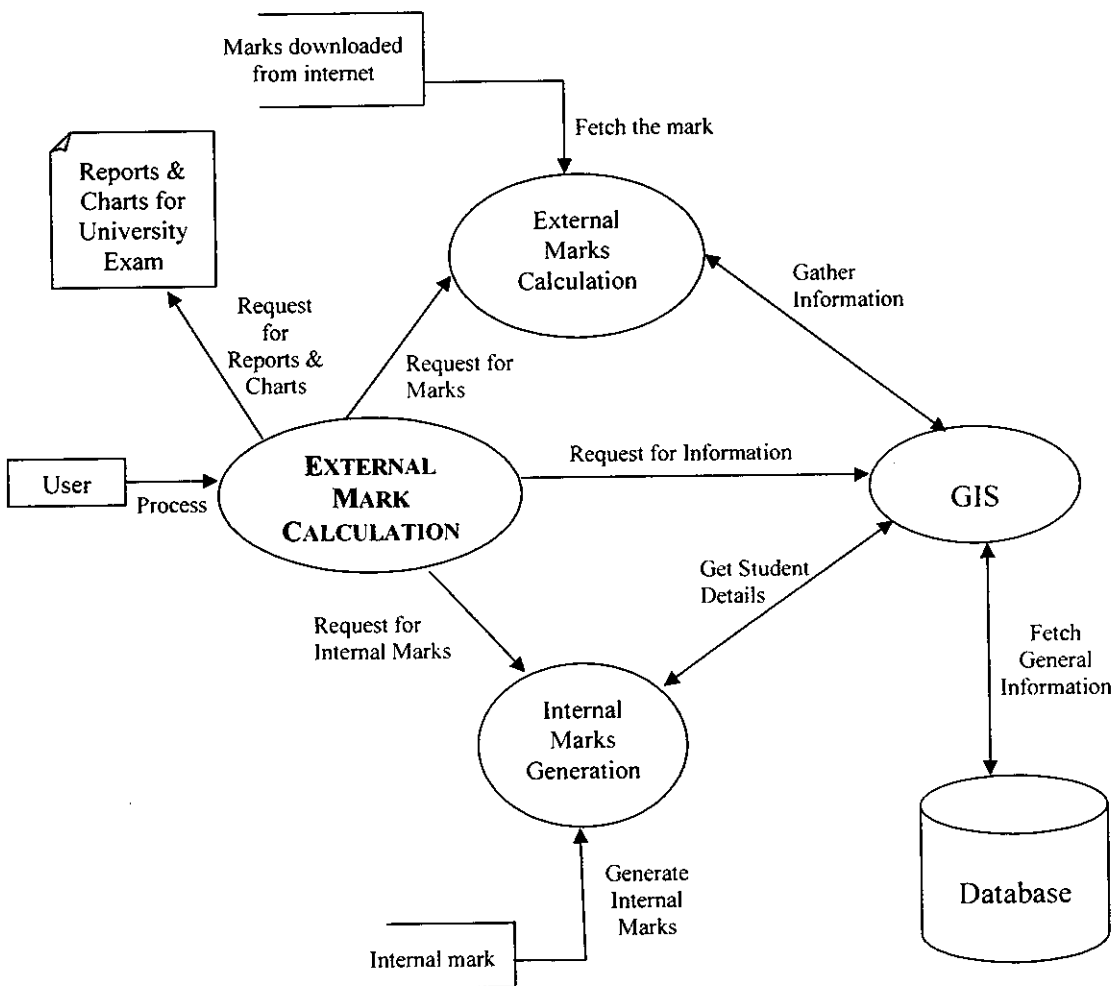 Marks downloaded
from internet
Fetch the mark
Reports &
Charts for
University
Exam
External
Marks
Calculation
Gather
Information
Request
for
Reports &
Charts
Request for
Marks
User
Process
EXTERNAL
MARK
CALCULATION
Request for Information
GIS
Get Student
Details
Request for
Internal Marks
Fetch
General
Information
Internal
Marks
Generation
Generate
Internal
Marks
Database
Internal mark